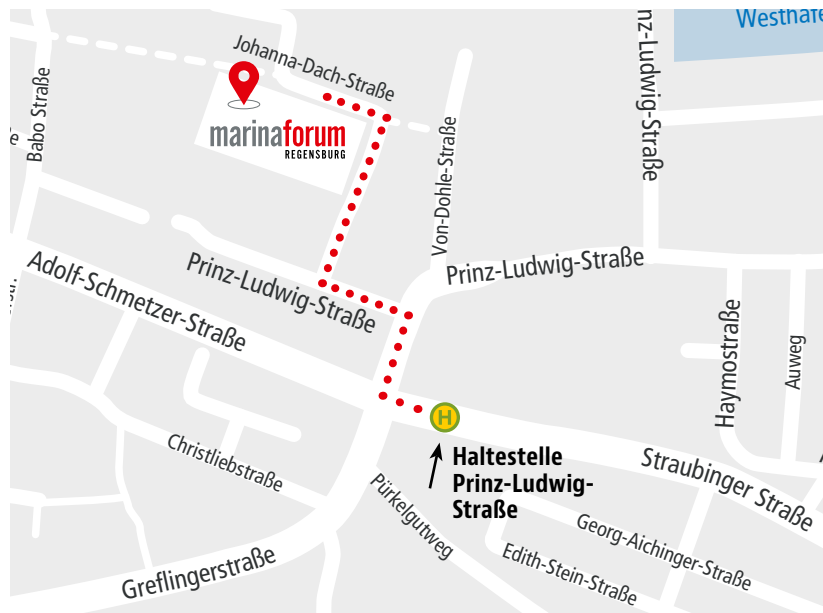 Westhafe
Johanna-Dach-Straße
nz-Ludwig-Straße
Babo Straße
marinaforum
REGENSBURG
Von-Dohle-Straße
Prinz-Ludwig-Straße
Prinz-Ludwig-Straße
Adolf-Schmetzer-Straße
Haymostraße
Auweg
H
Haltestelle
Prinz-Ludwig-
Straße
Christliebstraße
Straubinger Straße
Pürkelgutweg
Georg-Aichinger-Straße
Edith-Stein-Straße
Greflingerstraße